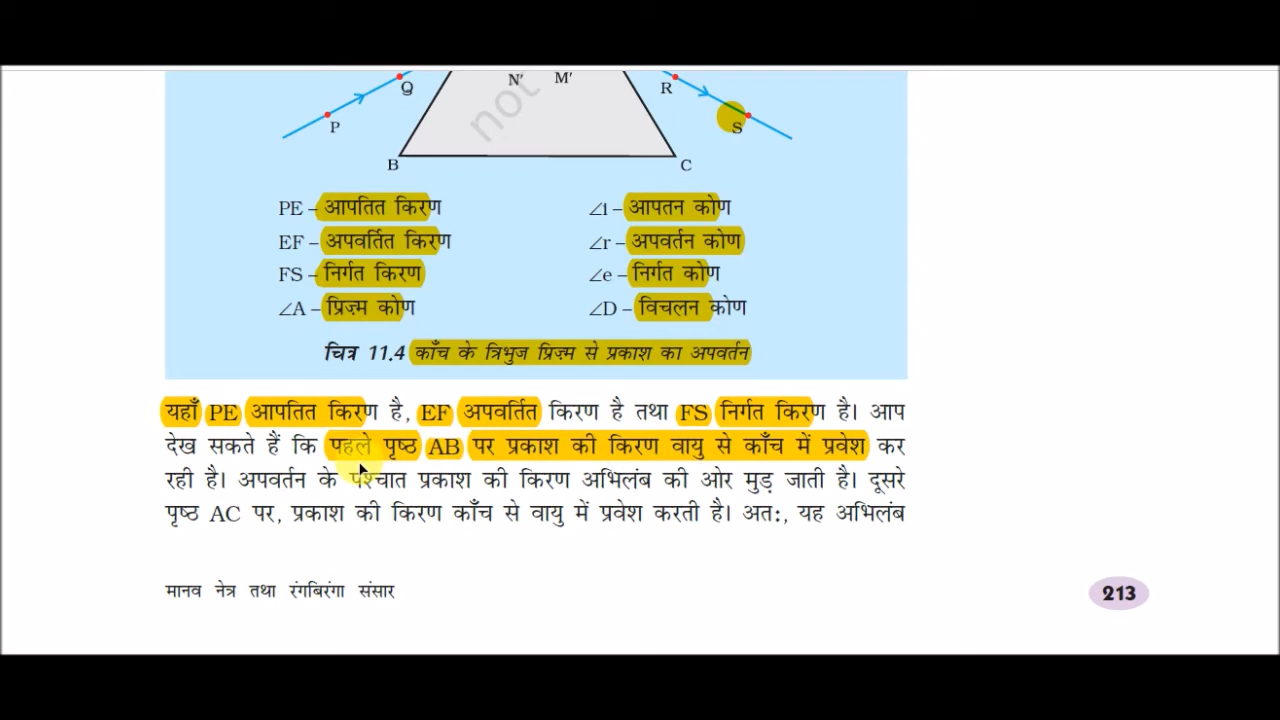 N′ M′
Q R
not
P S
B C
PE – आपतित किरण ∠i – आपतन कोण
EF – अपवर्तित किरण ∠r – अपवर्तन कोण
FS – निर्गत किरण ∠e – निर्गत कोण
∠A – प्रिज़्म कोण ∠D – विचलन कोण
चित्र 11.4 काँच के त्रिभुज प्रिज़्म से प्रकाश का अपवर्तन
यहाँ PE आपतित किरण है, EF अपवर्तित किरण है तथा FS निर्गत किरण है। आप
देख सकते हैं कि पहले पृष्ठ AB पर प्रकाश की किरण वायु से काँच में प्रवेश कर
रही है। अपवर्तन के पश्चात प्रकाश की किरण अभिलंब की ओर मुड़ जाती है। दूसरे
पृष्ठ AC पर, प्रकाश की किरण काँच से वायु में प्रवेश करती है। अतः, यह अभिलंब
मानव नेत्र तथा रंगबिरंगा संसार 213